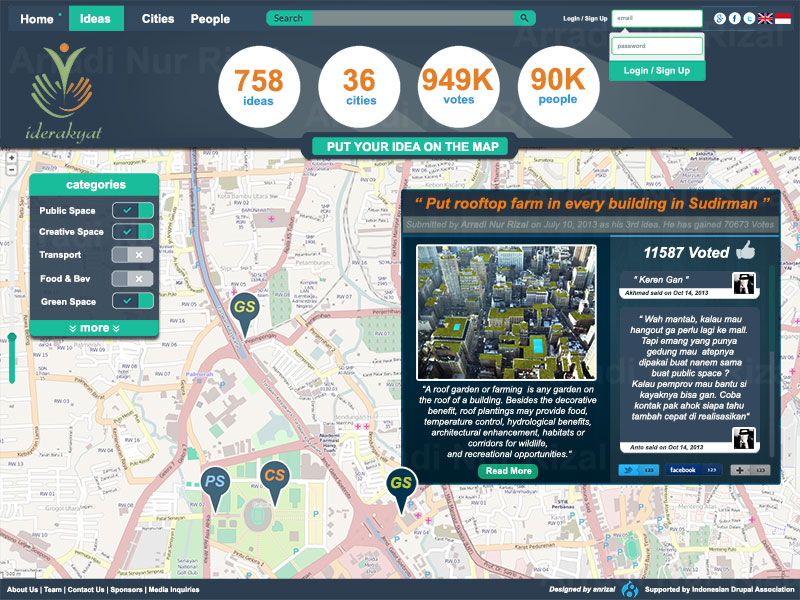 Home
Ideas
Cities
People
Search
Login / Sign Up
email
password
Login / Sign Up
iderakyat
758
ideas
36
cities
949K
votes
90K
people
PUT YOUR IDEA ON THE MAP
categories
Public Space
Creative Space
Transport
Food & Bev
Green Space
more
GS
PS
CS
GS
“ Put rooftop farm in every building in Sudirman ”
Submitted by Arradi Nur Rizal on July 10, 2013 as his 3rd idea. He has gained 70673 Votes
11587 Voted
“ Keren Gan “
Akhmad said on Oct 14, 2013
“ Wah mantab, kalau mau
hangout ga perlu lagi ke mall.
Tapi emang yang punya
gedung mau atepnya
dipakai buat nanem sama
buat public space ?
Kalau pemprov mau bantu si
kayaknya bisa gan. Coba
kontak pak ahok siapa tahu
tambah cepat di realisasikan“
Anto said on Oct 14, 2013
“A roof garden or farming is any garden on
the roof of a building. Besides the decorative
benefit, roof plantings may provide food,
temperature control, hydrological benefits,
architectural enhancement, habitats or
corridors for wildlife,
and recreational opportunities.“
Read More
123
facebook 123
123
Palmerah
About Us | Team | Contact Us | Sponsors | Media Inquiries
Designed by anrizal
Supported by Indonesian Drupal Association
Arradi Nur Rizal